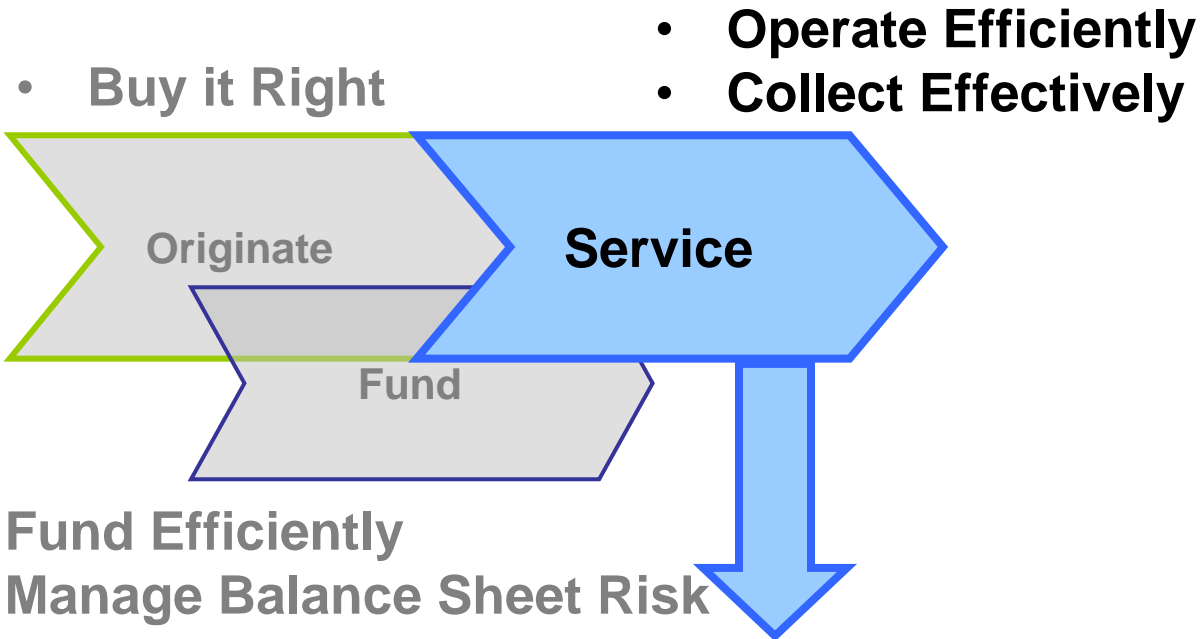 • Operate Efficiently
• Buy it Right
• Collect Effectively
Originate
Service
Fund
Fund Efficiently
Manage Balance Sheet Risk